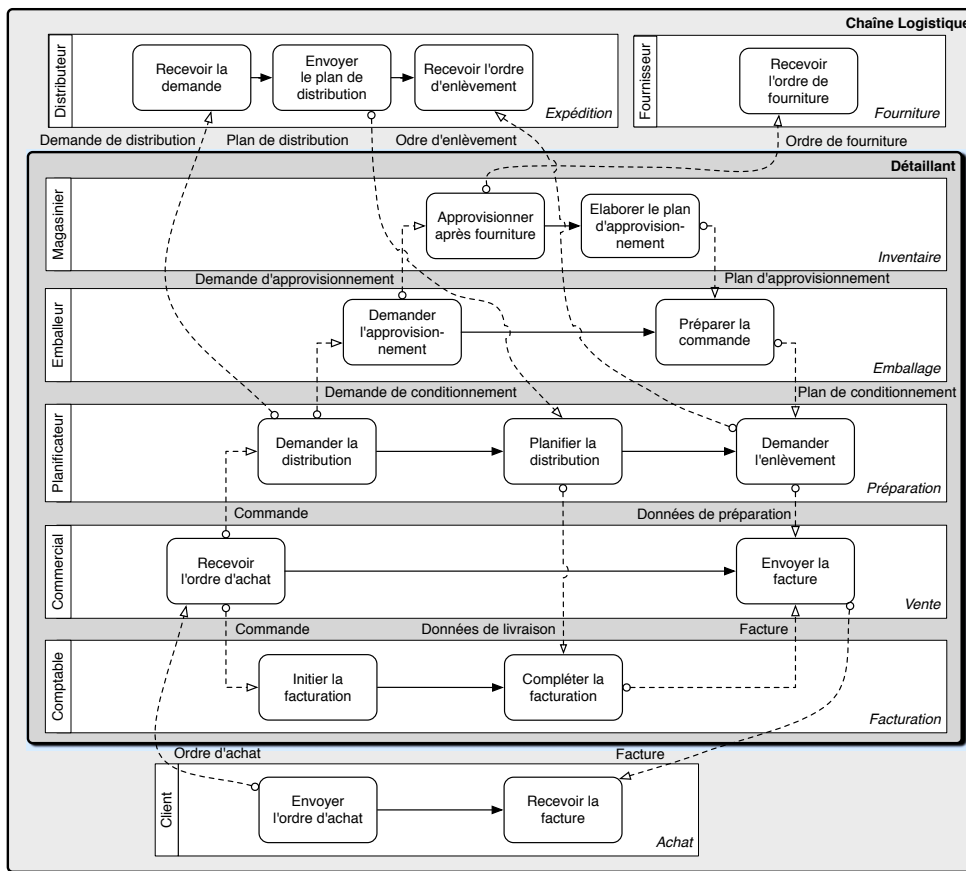 Chaîne Logistique
Distributeur
Recevoir la
demande
Envoyer
le plan de
distribution
Recevoir l'ordre
d'enlèvement
Expédition
Fournisseur
Recevoir
l'ordre de
fourniture
Fourniture
Demande de distribution
Plan de distribution
Odre d'enlèvement
Ordre de fourniture
Détaillant
Magasinier
Approvisionner
après fourniture
Elaborer le plan
d'approvision-
nement
Inventaire
Demande d'approvisionnement
Plan d'approvisionnement
Emballeur
Demander
l'approvision-
nement
Préparer la
commande
Emballage
Demande de conditionnement
Plan de conditionnement
Planificateur
Demander la
distribution
Planifier la
distribution
Demander
l'enlèvement
Préparation
Commande
Données de préparation
Commercial
Recevoir
l'ordre d'achat
Envoyer la
facture
Vente
Commande
Données de livraison
Facture
Comptable
Initier la
facturation
Compléter la
facturation
Facturation
Ordre d'achat
Facture
Client
Envoyer
l'ordre d'achat
Recevoir la
facture
Achat